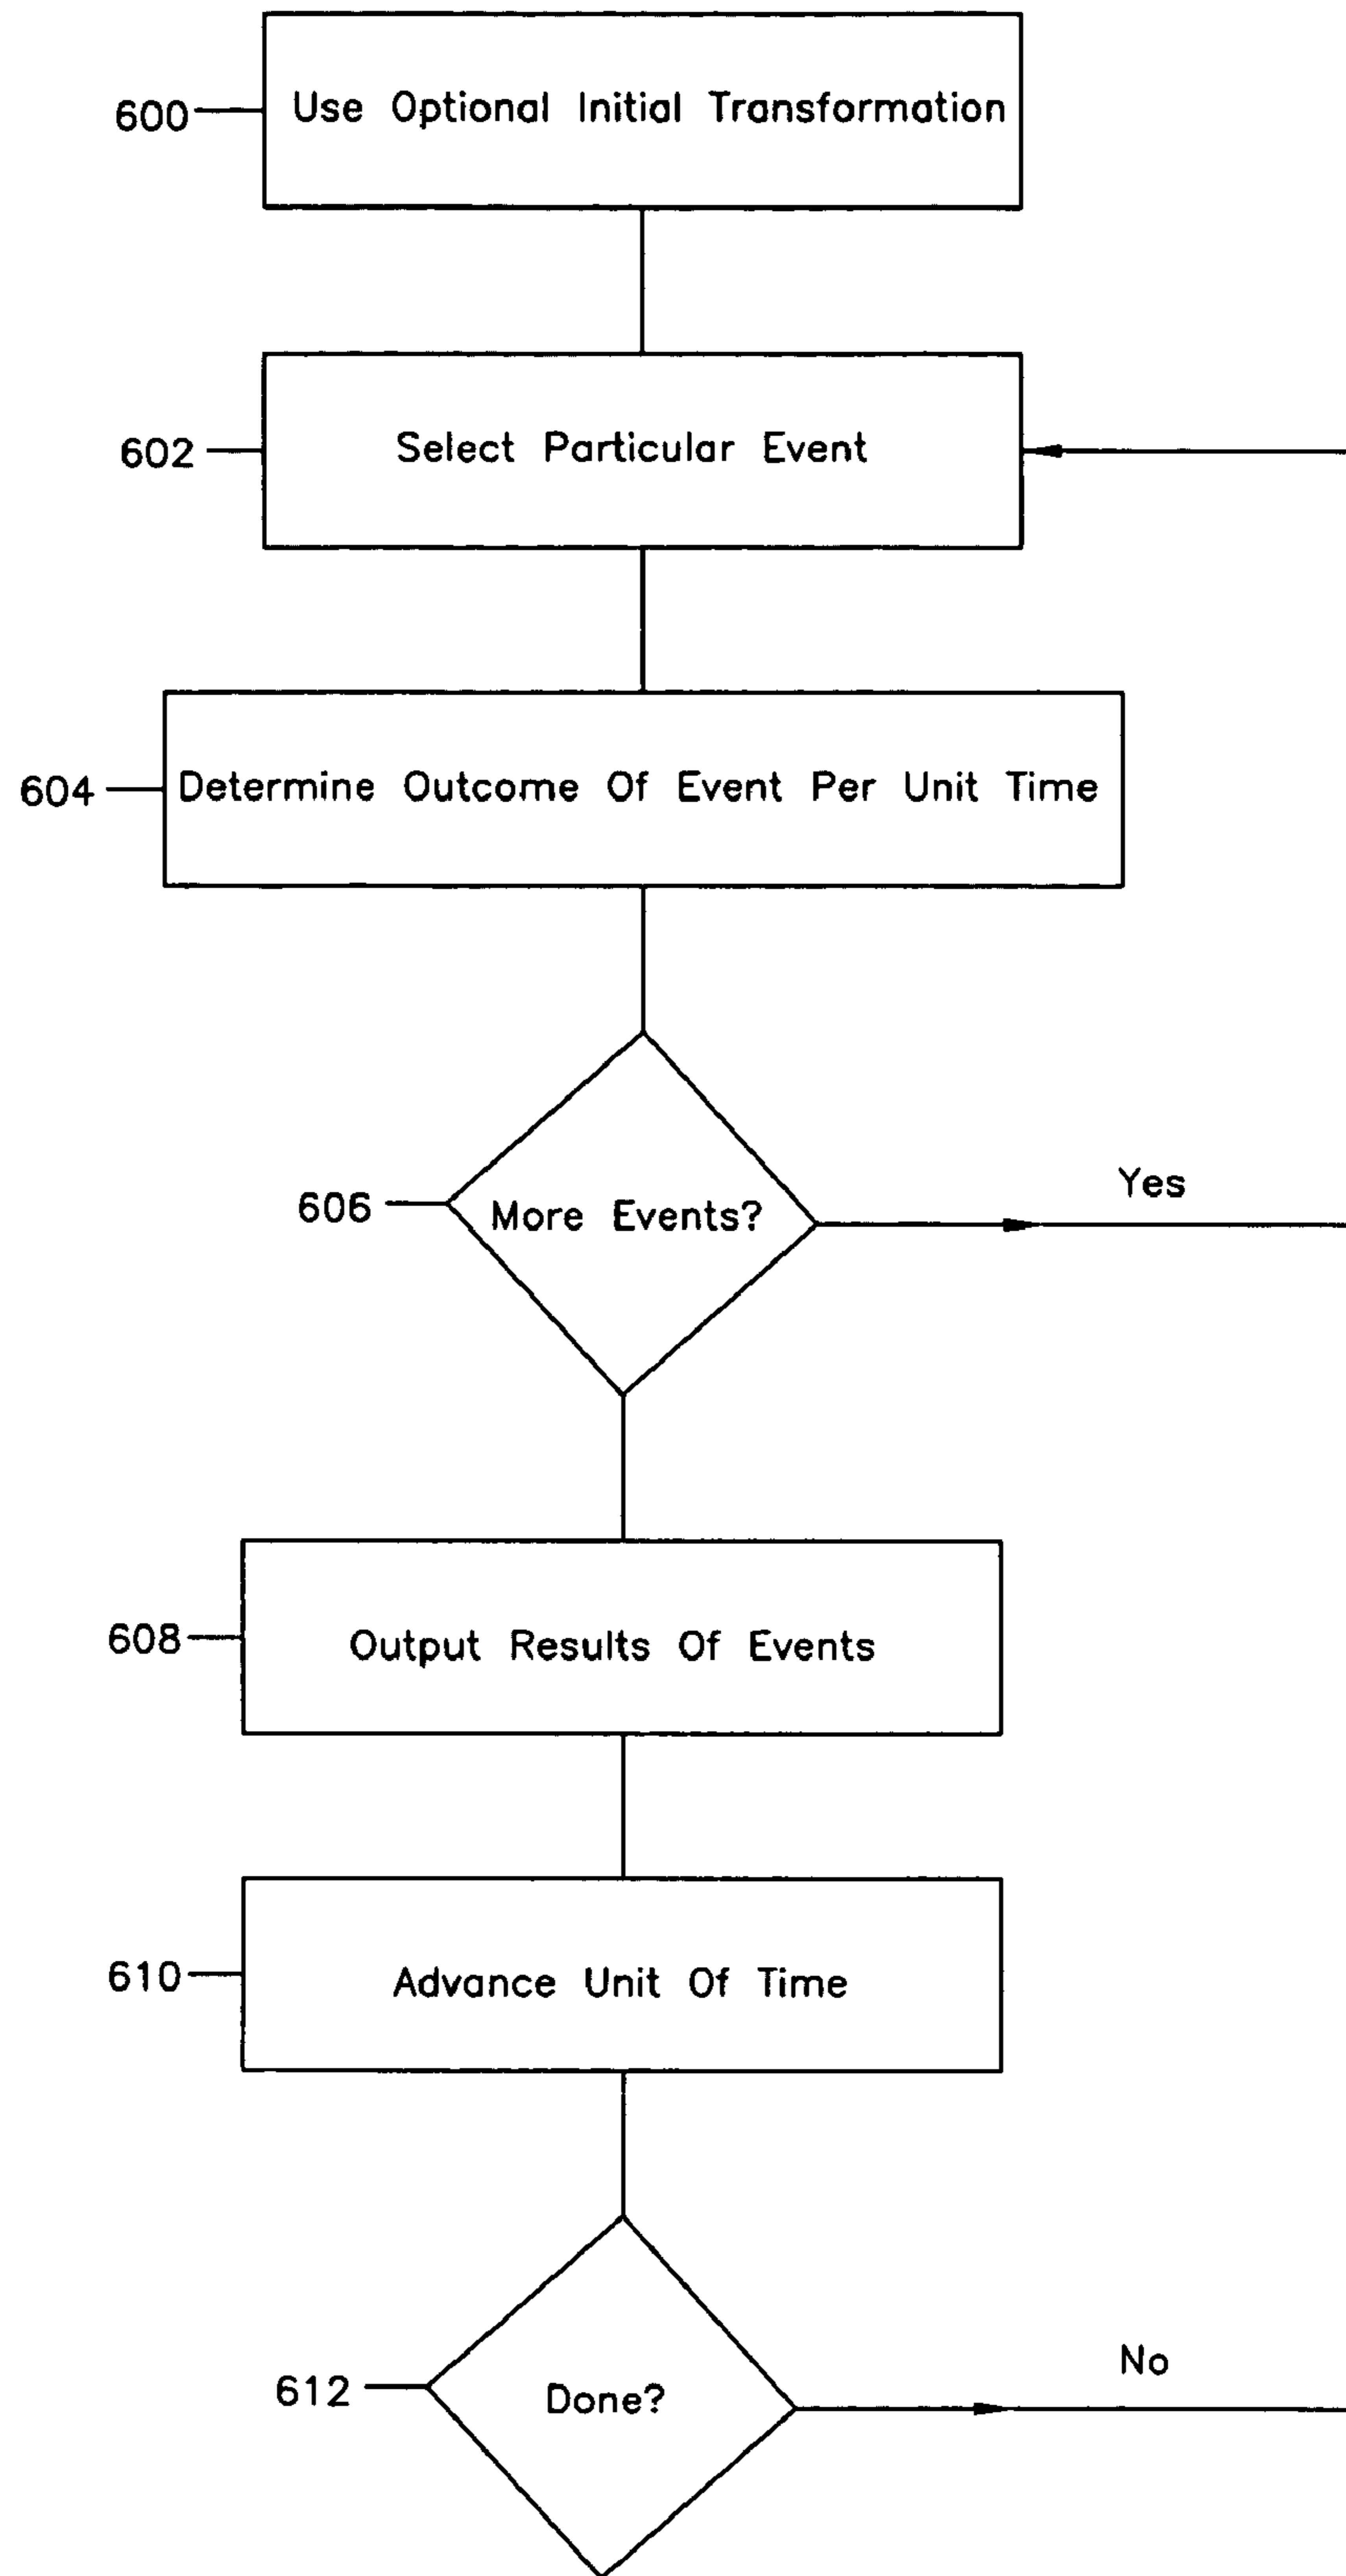 600 Use Optional Initial Transformation
602 Select Particular Event
604 Determine Outcome Of Event Per Unit Time
Yes
606 More Events?
608 Output Results Of Events
610 Advance Unit Of Time
No
612 Done?